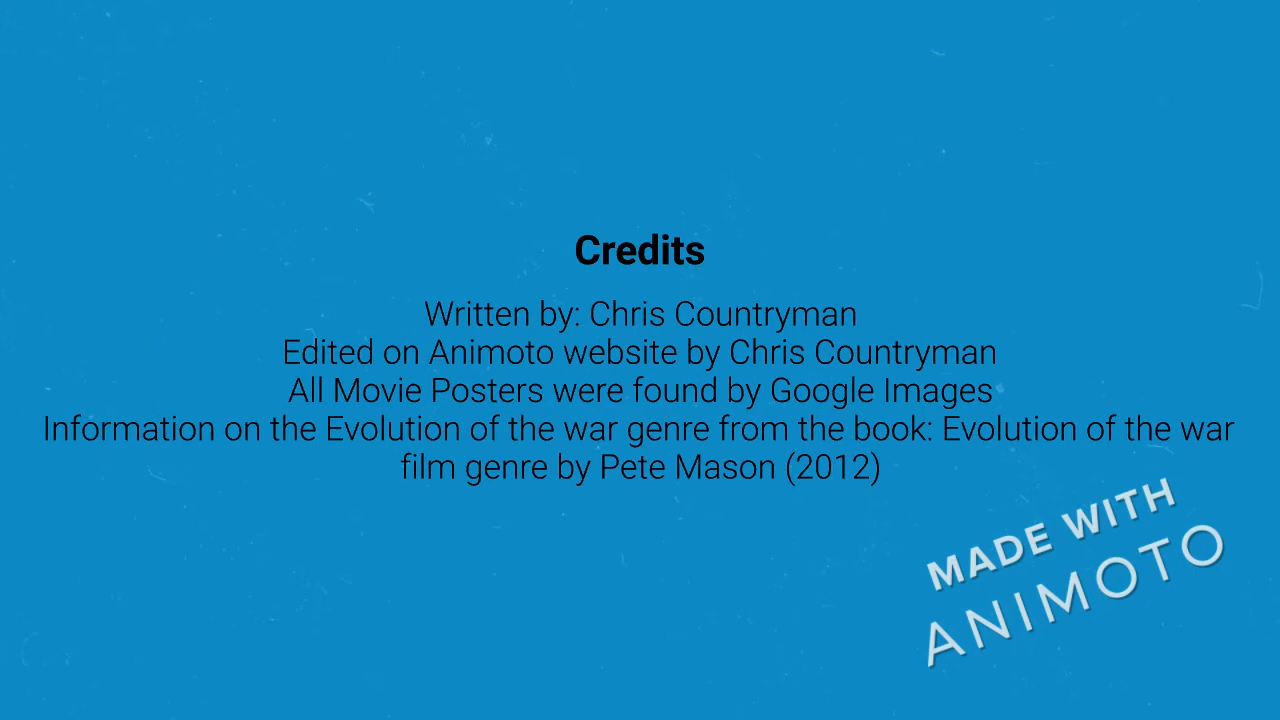 Credits
Written by: Chris Countryman
Edited on Animoto website by Chris Countryman
All Movie Posters were found by Google Images
Information on the Evolution of the war genre from the book: Evolution of the war
film genre by Pete Mason (2012)
MADE WITH
ANIMOTO